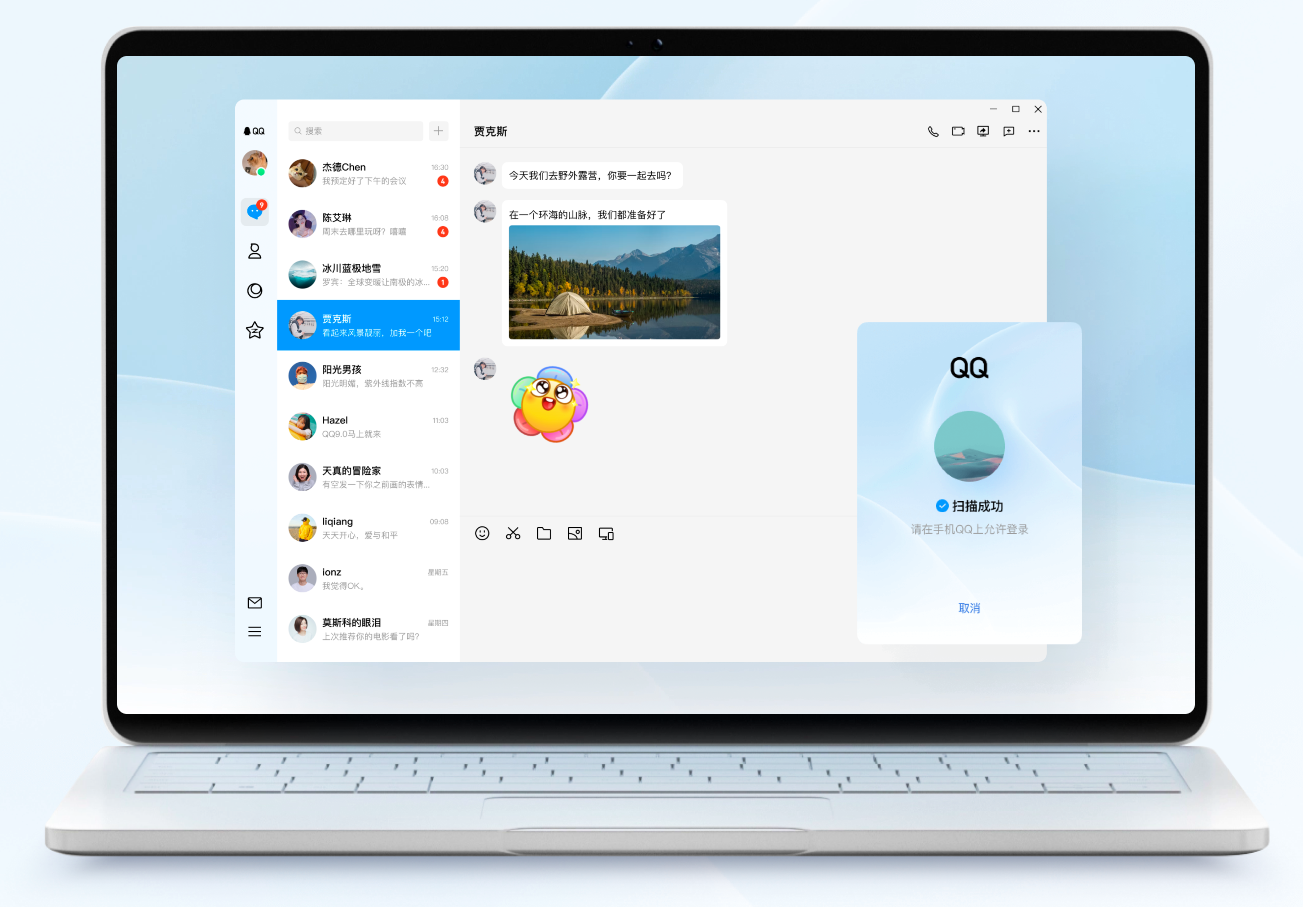 QQ
搜索
9
杰德Chen
16:30
我预定好了下午的会议
4
陈艾琳
16:08
周末去哪里玩呀？嘻嘻
4
冰川蓝极地雪
15:20
罗宾：全球变暖让南极的冰...
1
贾克斯
15:12
看起来风景靓丽，加我一个吧
阳光男孩
12:32
阳光明媚，紫外线指数不高
Hazel
11:03
QQ9.0马上就来
天真的冒险家
10:03
有空发一下你之前画的表情...
liqiang
09:08
天天开心，爱与和平
ionz
星期五
我觉得OK。
莫斯科的眼泪
星期四
上次推荐你的电影看了吗？
贾克斯
今天我们去野外露营，你要一起去吗？
在一个环海的山脉，我们都准备好了
QQ
扫描成功
请在手机QQ上允许登录
取消